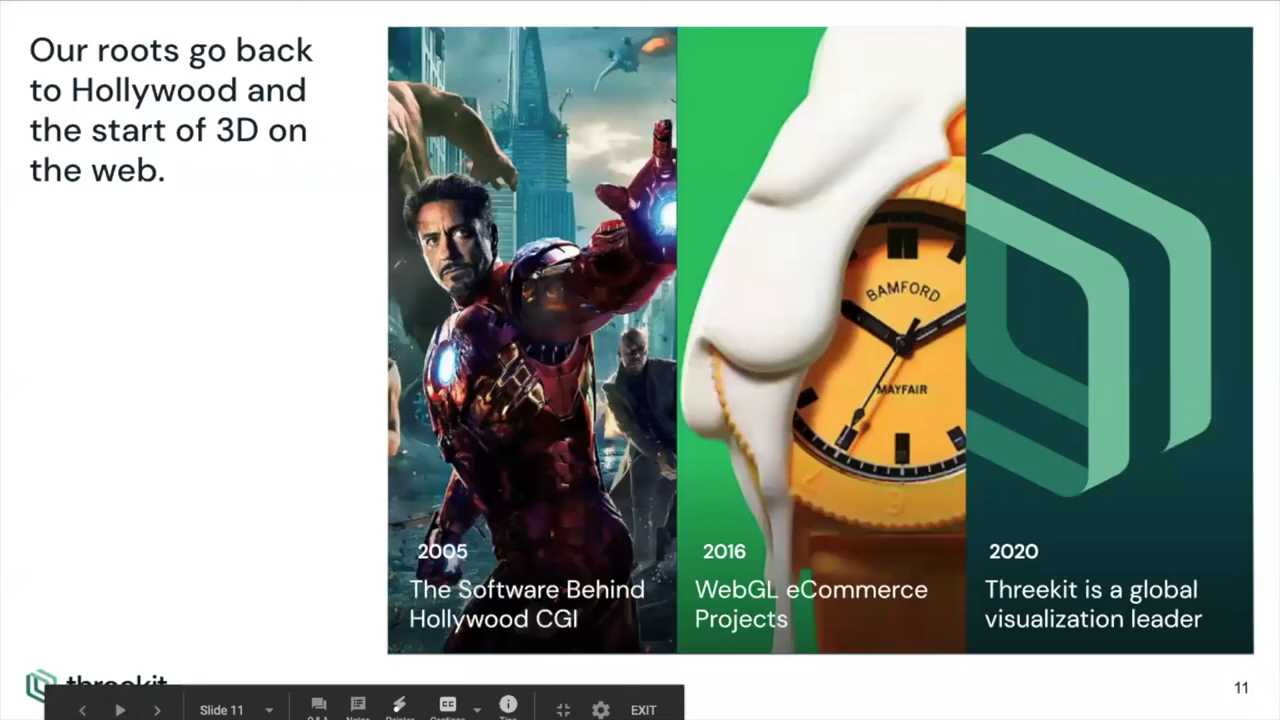 Our roots go back
to Hollywood and
the start of 3D on
the web.
BAMFORD
MAYFAIR
2005
The Software Behind
Hollywood CGI
2016
WebGL eCommerce
Projects
2020
Threekit is a global
visualization leader
threekit
11
Slide 11
EXIT